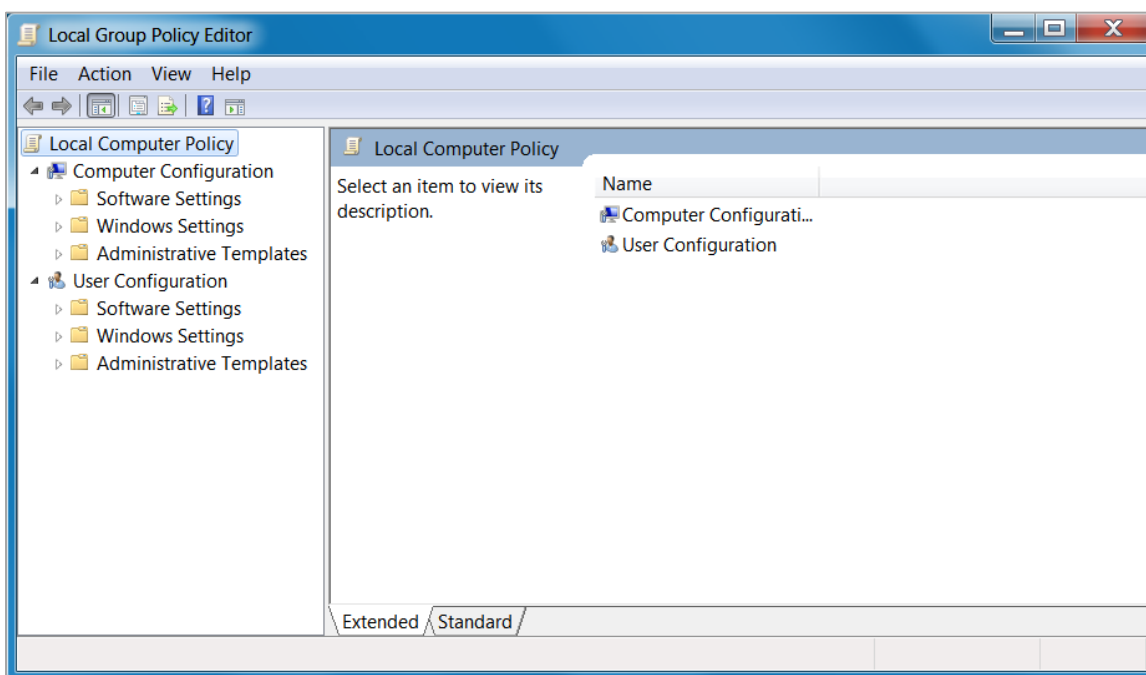 Local Group Policy Editor
File Action View Help
Local Computer Policy
Computer Configuration
Software Settings
Windows Settings
Administrative Templates
User Configuration
Software Settings
Windows Settings
Administrative Templates
Local Computer Policy
Select an item to view its
description.
Name
Computer Configurati...
User Configuration
Extended
Standard